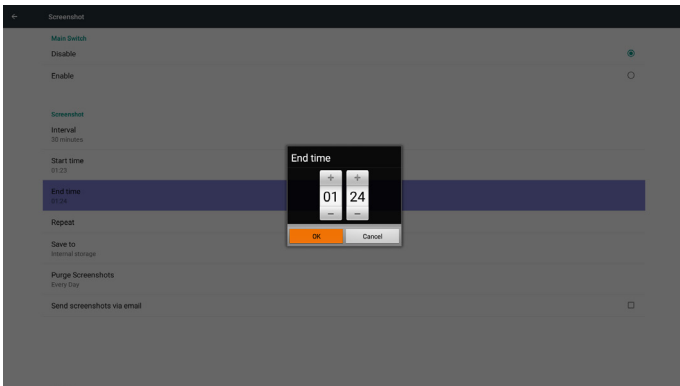 Screenshot
Main Switch
Disable
Enable
Screenshot
Interval
30 minutes
Start time
01:23
End time
01:24
Repeat
Save to
Internal storage
Purge Screenshots
Every Day
Send screenshots via email
End time
+ +
01 24
− −
OK Cancel